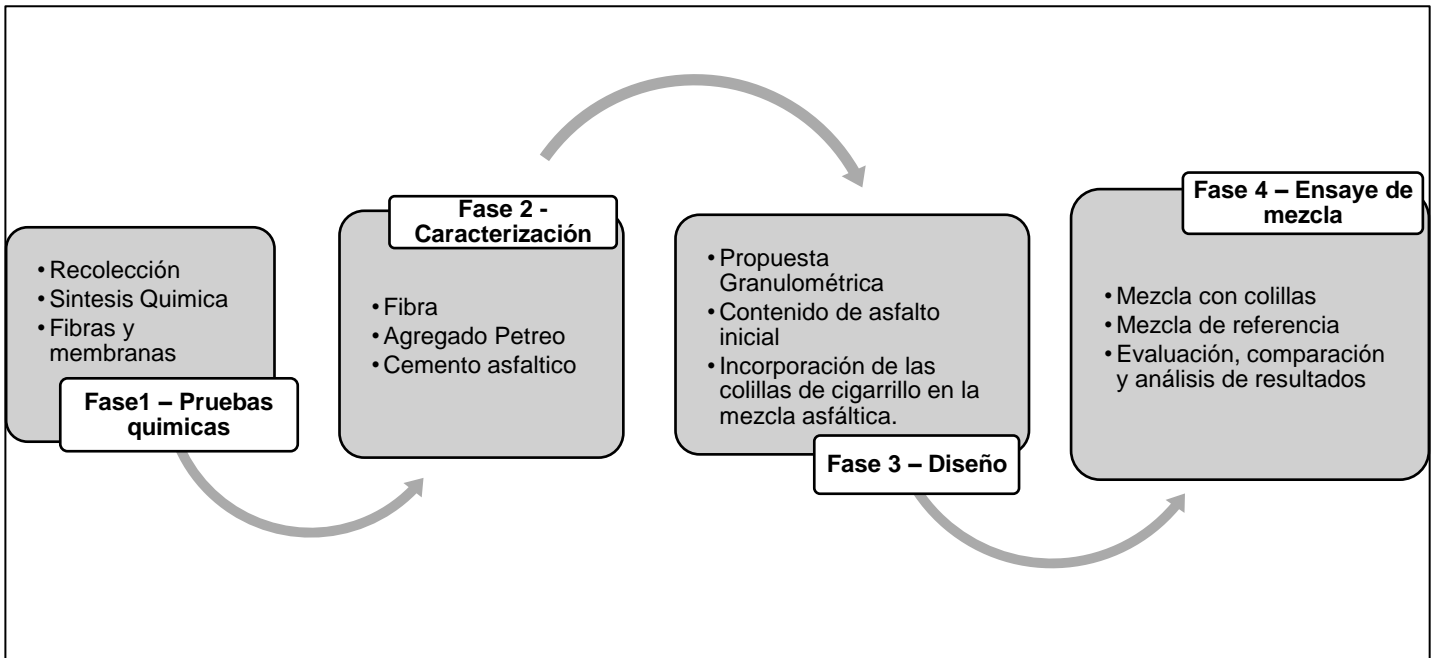 • Recolección
• Sintesis Quimica
• Fibras y
membranas
Fase1 – Pruebas
quimicas
Fase 2 -
Caracterización
• Fibra
• Agregado Petreo
• Cemento asfaltico
• Propuesta
Granulométrica
• Contenido de asfalto
inicial
• Incorporación de las
colillas de cigarrillo en la
mezcla asfáltica.
Fase 3 – Diseño
Fase 4 – Ensaye de
mezcla
• Mezcla con colillas
• Mezcla de referencia
• Evaluación, comparación
y análisis de resultados